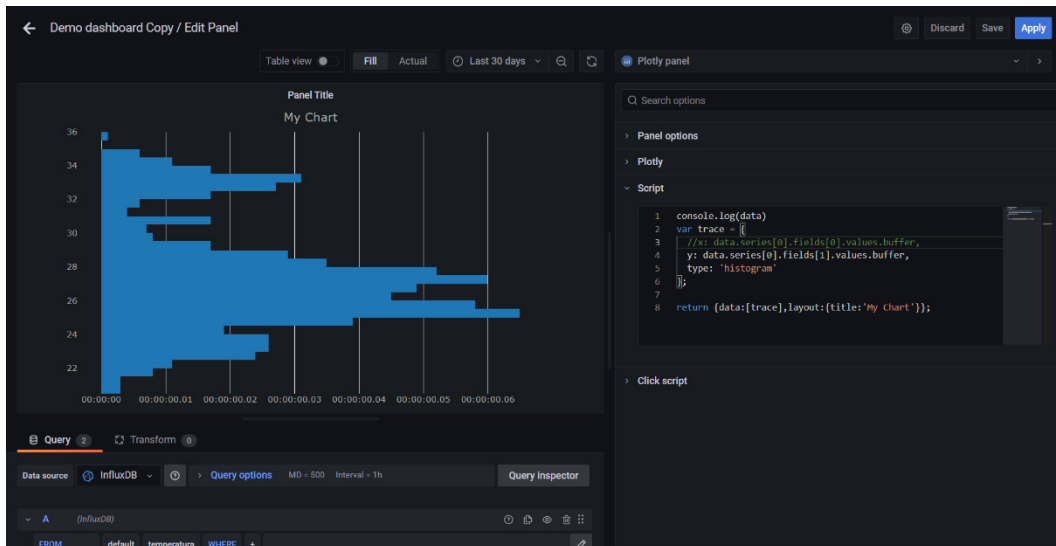 Demo dashboard Copy / Edit Panel
Discard Save Apply
Table view Fill Actual Last 30 days
Plotly panel
Panel Title
My Chart
36
34
32
30
28
26
24
22
00:00:00 00:00:00.01 00:00:00.02 00:00:00.03 00:00:00.04 00:00:00.05 00:00:00.06
Search options
Panel options
Plotly
Script
1 console.log(data)
2 var trace = {
3 //x: data.series[0].fields[0].values.buffer,
4 y: data.series[0].fields[1].values.buffer,
5 type: 'histogram'
6 };
7
8 return {data:[trace],layout:{title:'My Chart'}};
Click script
Query 2 Transform 0
Data source InfluxDB Query options MD = 500 Interval = 1h Query inspector
A (InfluxDB)
FROM default temperatura WHERE +